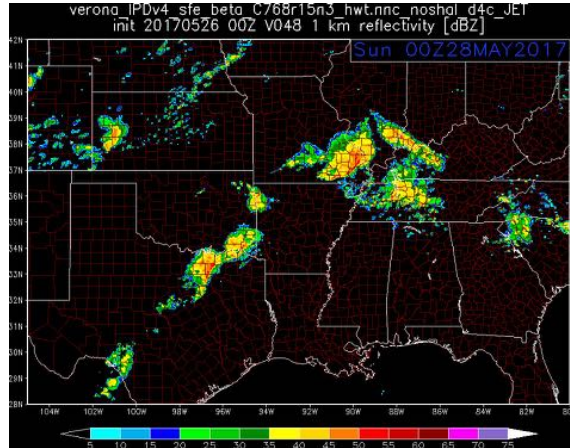 verona_IPDv4_sfe_beta_C768r15n3_hwt.nnc_noshal_d4c_JET
init 20170526 00Z V048 1 km reflectivity [dBZ]
Sun 00Z28MAY2017
42N
41N
40N
39N
38N
37N
36N
35N
34N
33N
32N
31N
30N
29N
28N
104W 102W 100W 98W 96W 94W 92W 90W 88W 86W 84W 82W 80
5 10 15 20 25 30 35 40 45 50 55 60 65 70 75